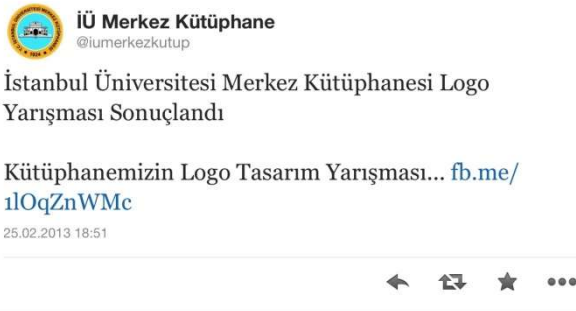 İÜ Merkez Kütüphane
@iumerkezkutup
İstanbul Üniversitesi Merkez Kütüphanesi Logo
Yarışması Sonuçlandı
Kütüphanemizin Logo Tasarım Yarışması... fb.me/
1lOqZnWMc
25.02.2013 18:51